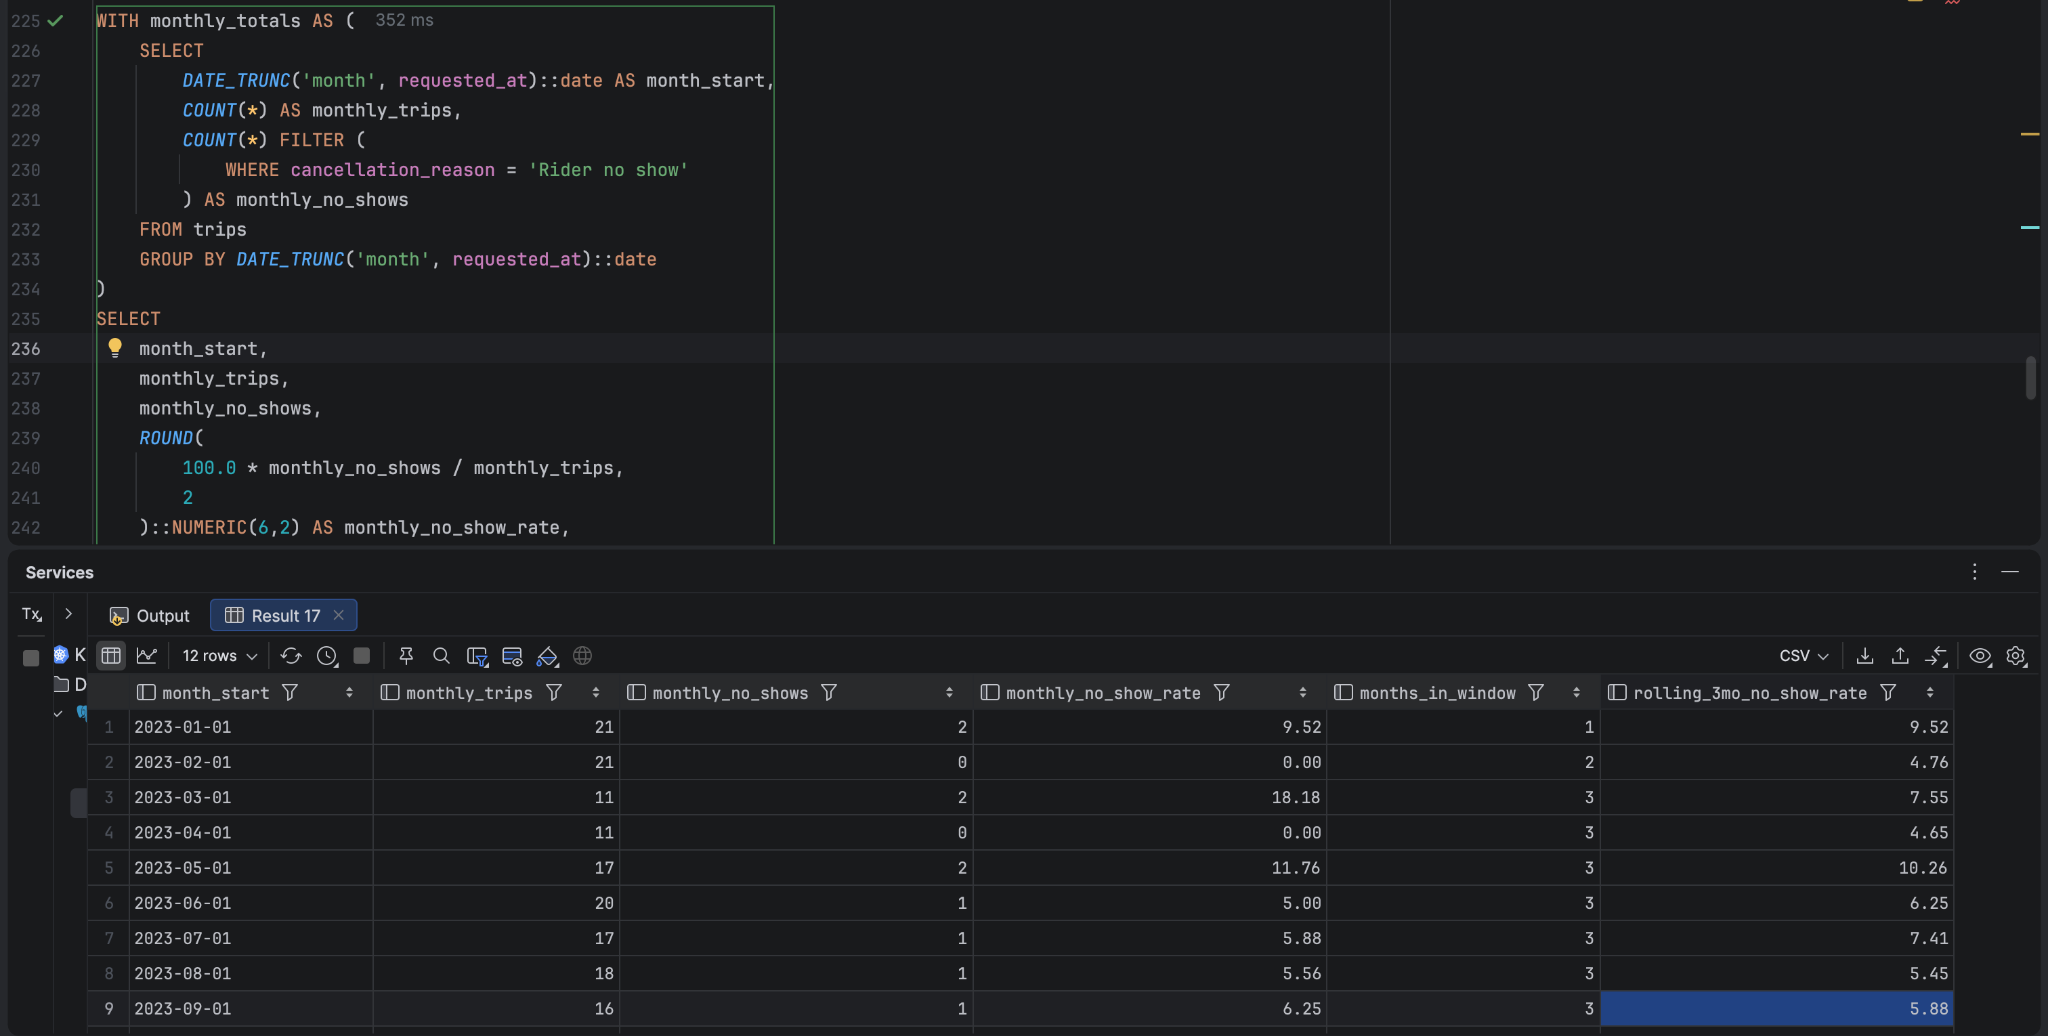 225 WITH monthly_totals AS ( 352 ms
226 SELECT
227 DATE_TRUNC('month', requested_at)::date AS month_start,
228 COUNT(*) AS monthly_trips,
229 COUNT(*) FILTER (
230 WHERE cancellation_reason = 'Rider no show'
231 ) AS monthly_no_shows
232 FROM trips
233 GROUP BY DATE_TRUNC('month', requested_at)::date
234 )
235 SELECT
236 month_start,
237 monthly_trips,
238 monthly_no_shows,
239 ROUND(
240 100.0 * monthly_no_shows / monthly_trips,
241 2
242 )::NUMERIC(6,2) AS monthly_no_show_rate,
Services
Tx Output Result 17
K 12 rows CSV
D
month_start monthly_trips monthly_no_shows monthly_no_show_rate months_in_window rolling_3mo_no_show_rate
1 2023-01-01 21 2 9.52 1 9.52
2 2023-02-01 21 0 0.00 2 4.76
3 2023-03-01 11 2 18.18 3 7.55
4 2023-04-01 11 0 0.00 3 4.65
5 2023-05-01 17 2 11.76 3 10.26
6 2023-06-01 20 1 5.00 3 6.25
7 2023-07-01 17 1 5.88 3 7.41
8 2023-08-01 18 1 5.56 3 5.45
9 2023-09-01 16 1 6.25 3 5.88